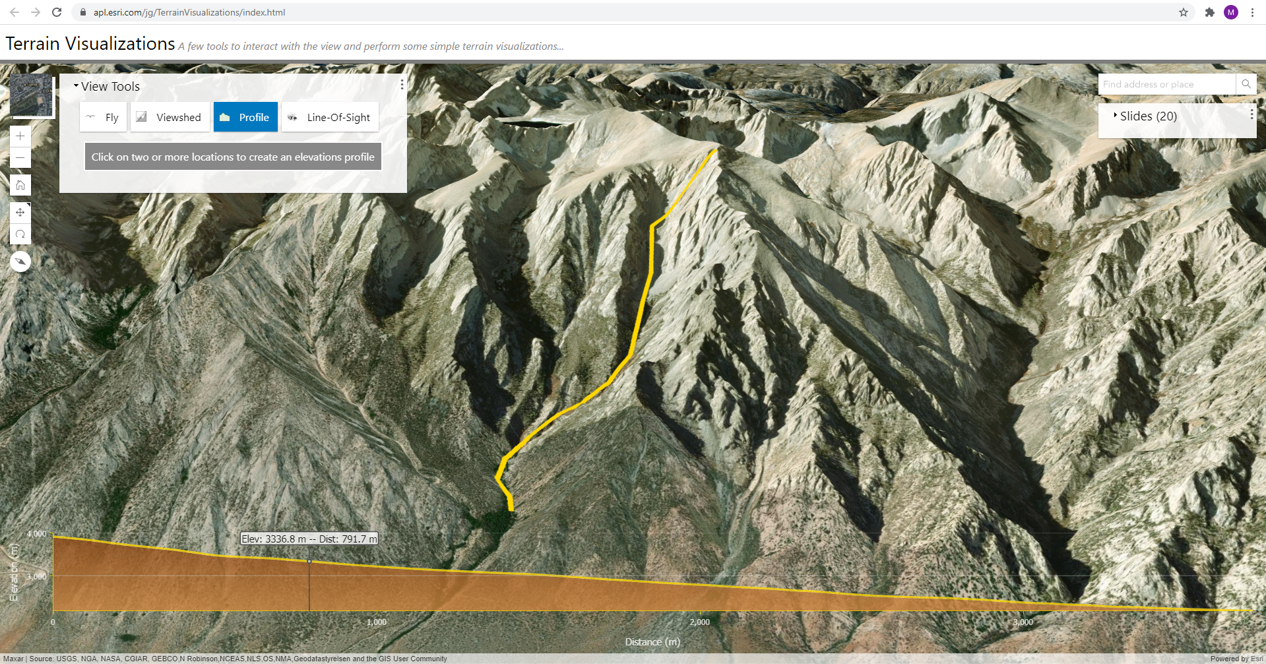 apl.esri.com/jg/TerrainVisualizations/index.html
M
Terrain Visualizations A few tools to interact with the view and perform some simple terrain visualizations...
View Tools
Fly Viewshed Profile Line-Of-Sight
Click on two or more locations to create an elevations profile
Find address or place
Slides (20)
4,000
Elev: 3336.8 m -- Dist: 791.7 m
3,000
Elevation (m)
0 1,000 2,000 3,000
Distance (m)
Maxar | Source: USGS, NGA, NASA, CGIAR, GEBCO,N Robinson,NCEAS,NLS,OS,NMA,Geodatastyrelsen and the GIS User Community Powered by Esri